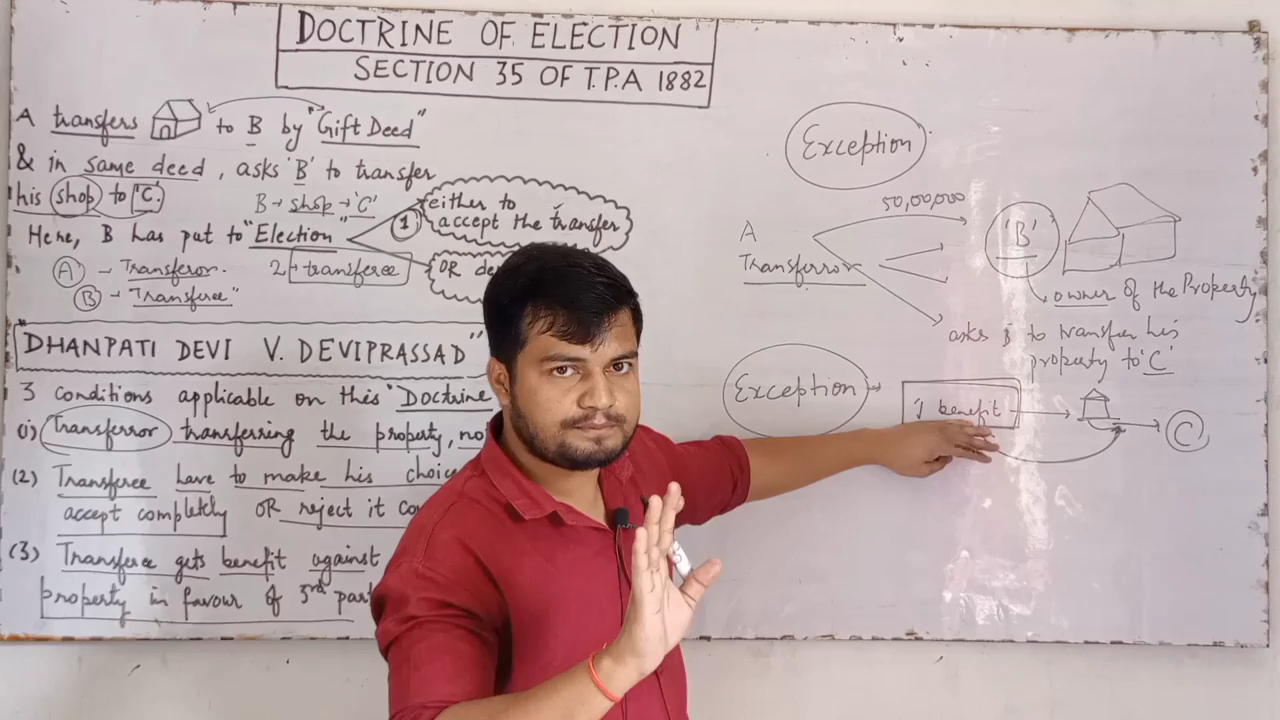 DOCTRINE OF ELECTION
SECTION 35 OF T.P.A 1882
A transfers to B by "Gift Deed"
& in same deed, asks 'B' to transfer
his shop to 'C'.
B → shop → 'C'
Here, B has put to "Election"
1 either to
accept the transfer
OR
'A' - Transferor.
2 - transferee
B - Transferee"
"DHANPATI DEVI V. DEVIPRASSAD"
3 conditions applicable on this "Doctrine
(1) Transferror transferring the property,
(2) Transferee have to make his
accept completely OR reject it
(3) Transferee gets benefit against
property in favour of 3rd
Exception
50,00,000
A
Transferror
'B'
owner of the Property
asks B to transfer his
property to 'C'
Exception →
1 benefit
C